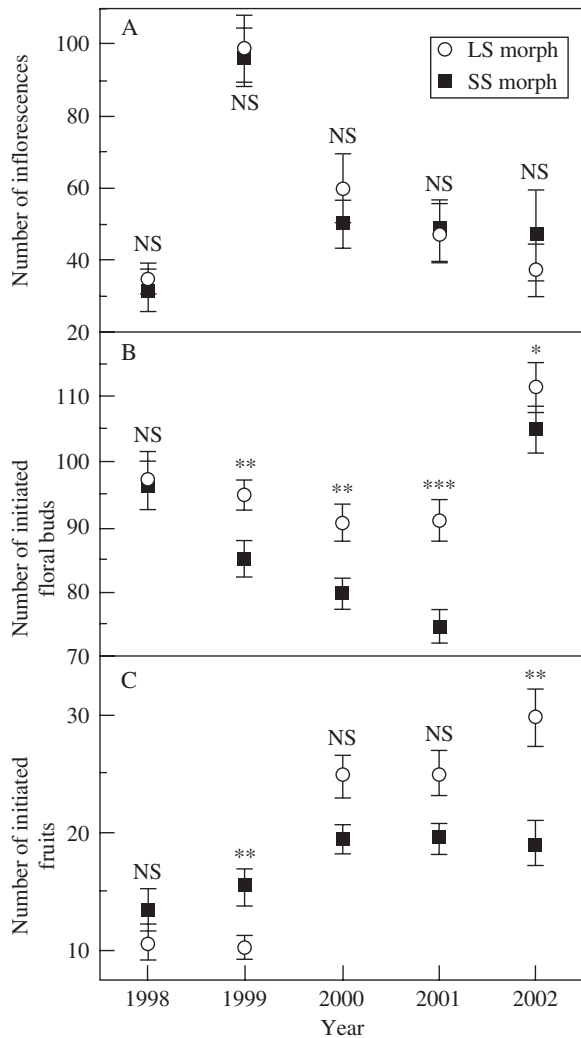 A
LS morph
SS morph
Number of inflorescences
100
80
60
40
20
NS
NS
NS
NS
NS
B
Number of initiated
floral buds
110
100
90
80
70
NS
**
**
***
*
C
Number of initiated
fruits
30
20
10
NS
**
NS
NS
**
1998
1999
2000
2001
2002
Year